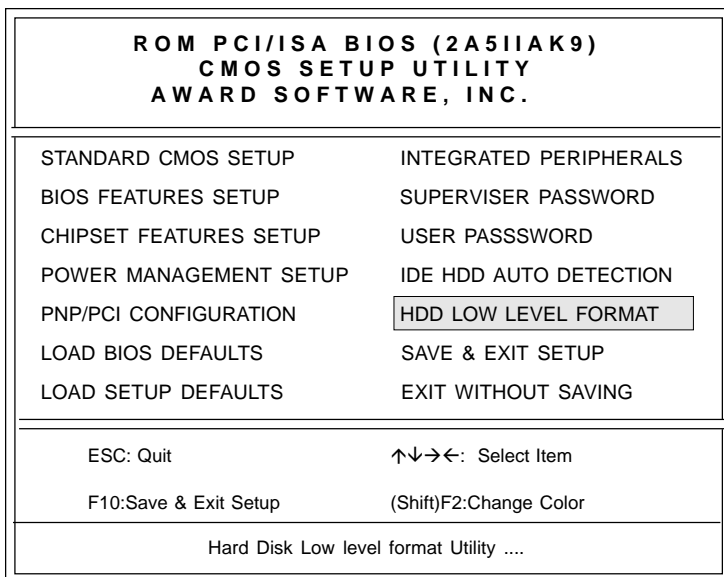 ROM PCI/ISA BIOS (2A5IIAK9)
CMOS SETUP UTILITY
AWARD SOFTWARE, INC.
STANDARD CMOS SETUP
INTEGRATED PERIPHERALS
BIOS FEATURES SETUP
SUPERVISER PASSWORD
CHIPSET FEATURES SETUP
USER PASSSWORD
POWER MANAGEMENT SETUP
IDE HDD AUTO DETECTION
PNP/PCI CONFIGURATION
HDD LOW LEVEL FORMAT
LOAD BIOS DEFAULTS
SAVE & EXIT SETUP
LOAD SETUP DEFAULTS
EXIT WITHOUT SAVING
ESC: Quit
↑↓→←: Select Item
F10:Save & Exit Setup
(Shift)F2:Change Color
Hard Disk Low level format Utility ....